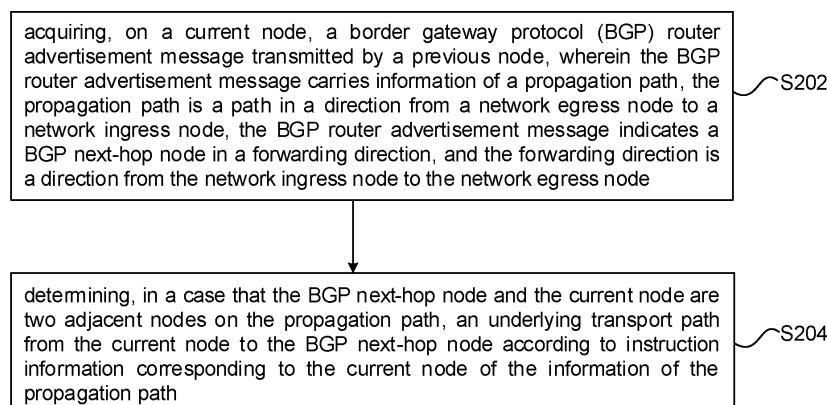 acquiring, on a current node, a border gateway protocol (BGP) router
advertisement message transmitted by a previous node, wherein the BGP
router advertisement message carries information of a propagation path, the
propagation path is a path in a direction from a network egress node to a
network ingress node, the BGP router advertisement message indicates a
BGP next-hop node in a forwarding direction, and the forwarding direction is
a direction from the network ingress node to the network egress node
S202
determining, in a case that the BGP next-hop node and the current node are
two adjacent nodes on the propagation path, an underlying transport path
from the current node to the BGP next-hop node according to instruction
information corresponding to the current node of the information of the
propagation path
S204